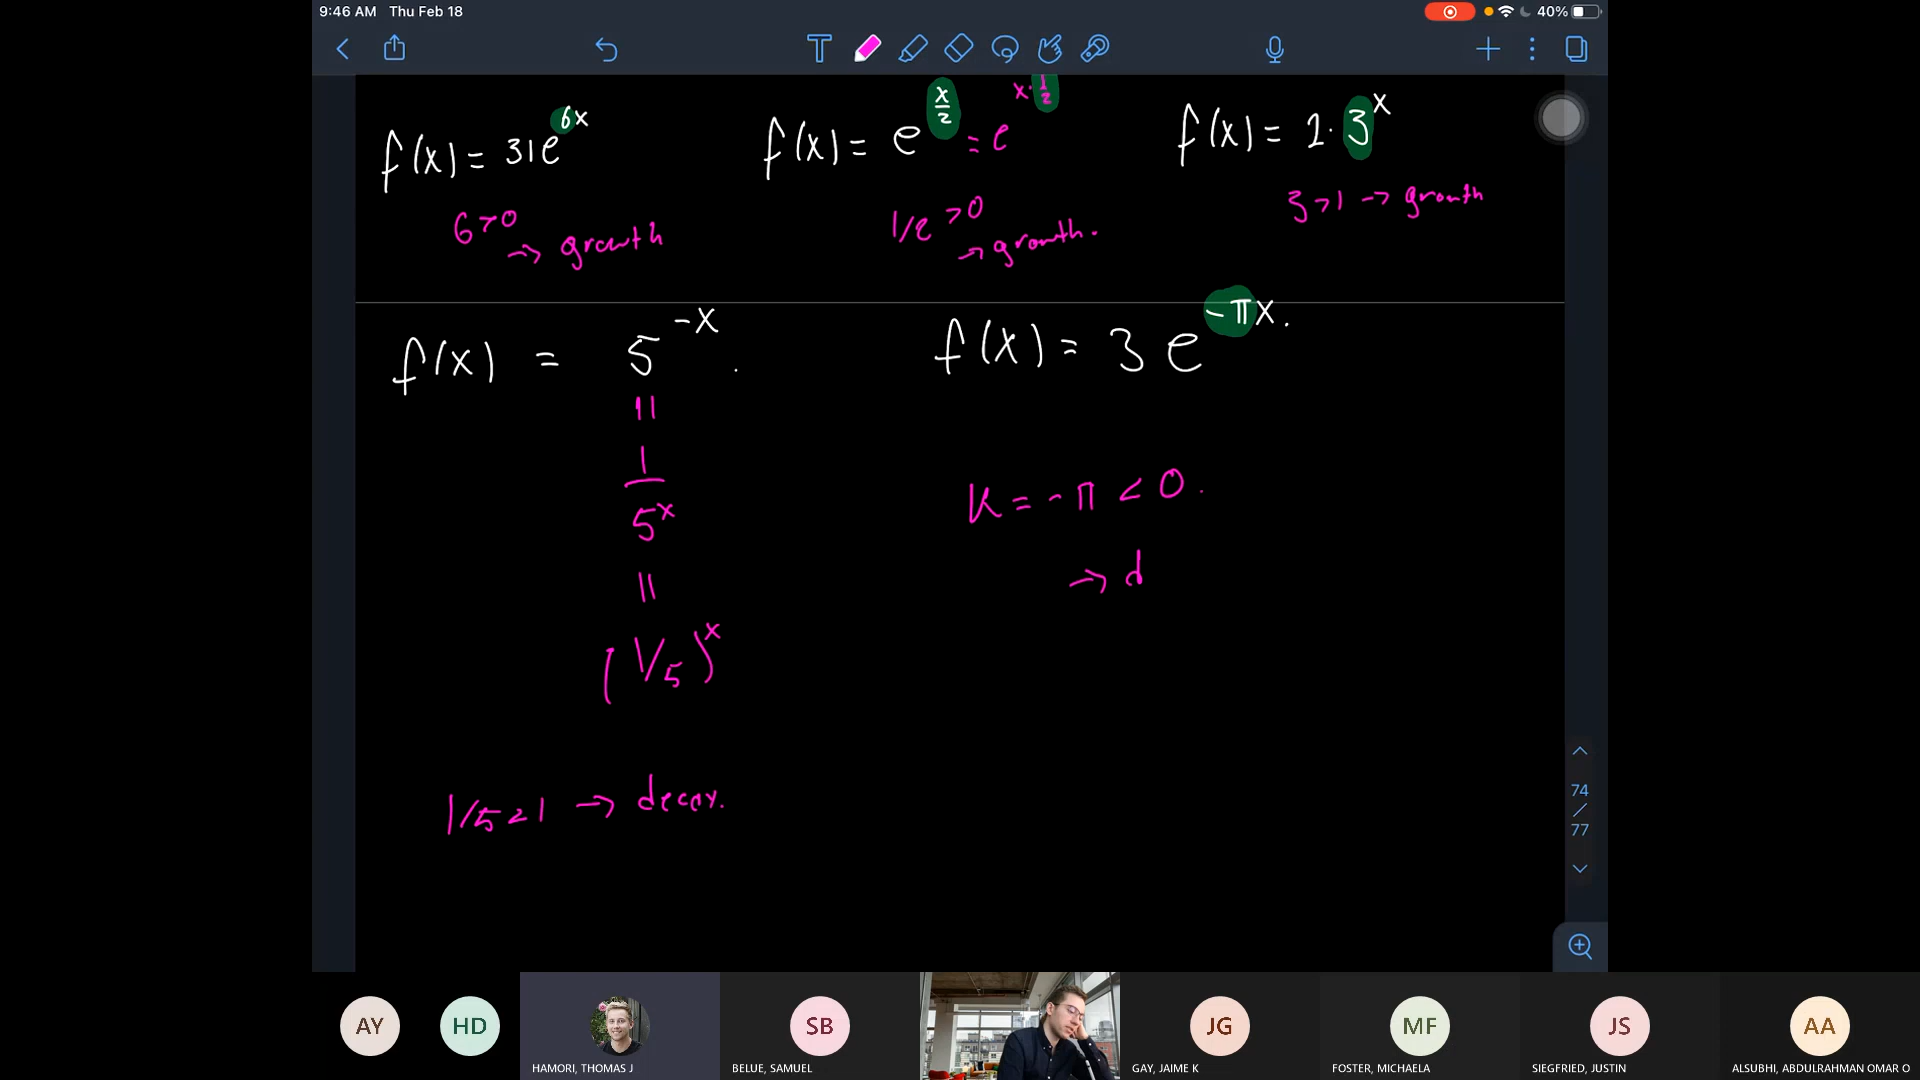 9:46 AM Thu Feb 18
40%
f(x) = 31e^{6x}
f(x) = e^{x/2} = e^{x·1/2}
f(x) = 2·3^x
6>0
→ growth
1/2 >0
→ growth.
3>1 → growth
f(x) = 5^{-x}.
f(x) = 3e^{-πx}.
||
1
5^x
||
(1/5)^x
1/5<1 → decay.
K = -π < 0.
→ d
74
/
77
AY
HD
SB
JG
MF
JS
AA
HAMORI, THOMAS J
BELUE, SAMUEL
GAY, JAIME K
FOSTER, MICHAELA
SIEGFRIED, JUSTIN
ALSUBHI, ABDULRAHMAN OMAR O